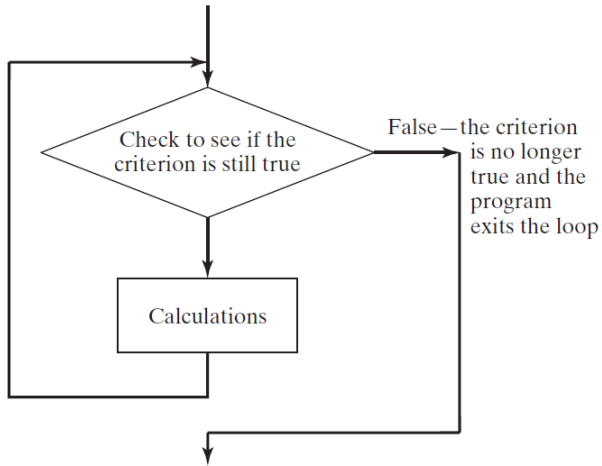 Check to see if the
criterion is still true
False—the criterion
is no longer
true and the
program
exits the loop
Calculations